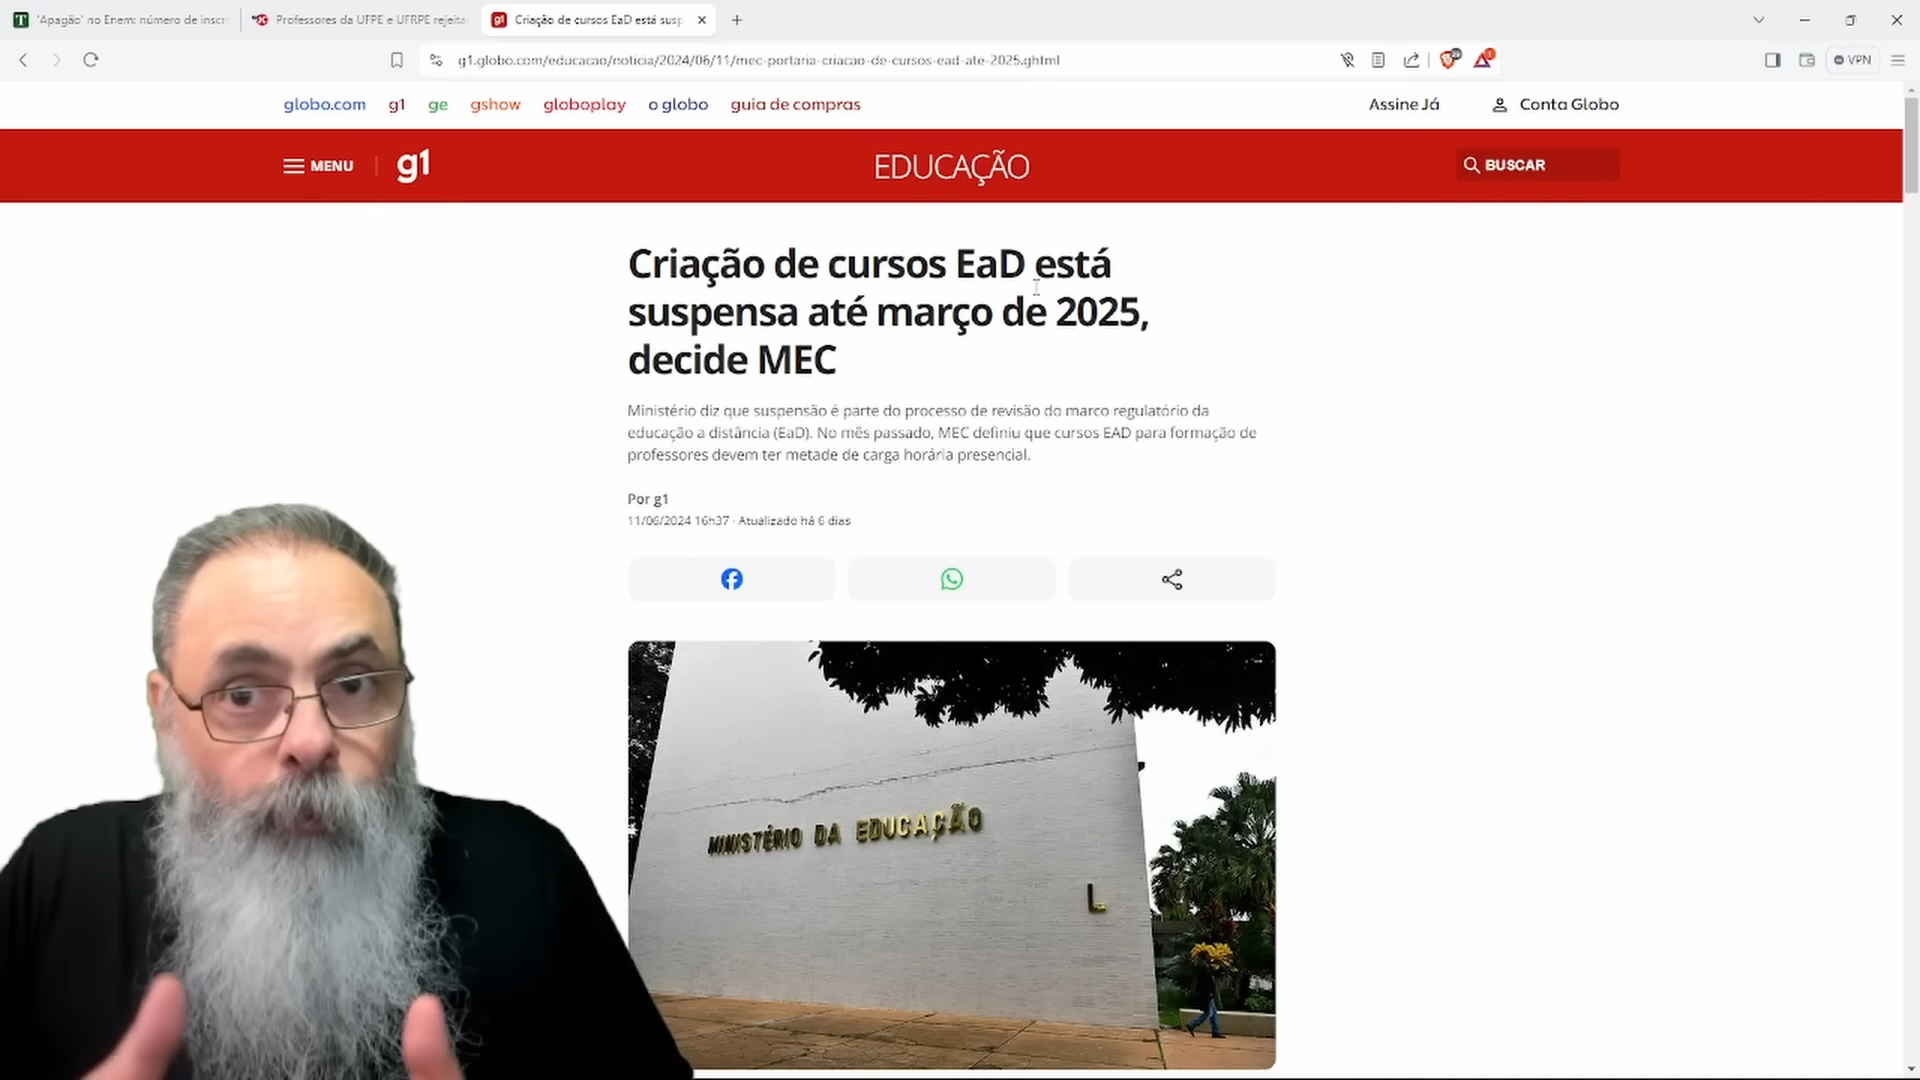 'Apagão' no Enem: número de inscri
Professores da UFPE e UFRPE rejeita
g1
Criação de cursos EaD está susp
g1.globo.com/educacao/noticia/2024/06/11/mec-portaria-criacao-de-cursos-ead-ate-2025.ghtml
VPN
globo.com g1 ge gshow globoplay o globo guia de compras Assine Já Conta Globo
MENU g1 EDUCAÇÃO BUSCAR
Criação de cursos EaD está
suspensa até março de 2025,
decide MEC
Ministério diz que suspensão é parte do processo de revisão do marco regulatório da
educação a distância (EaD). No mês passado, MEC definiu que cursos EAD para formação de
professores devem ter metade de carga horária presencial.
Por g1
11/06/2024 16h37 · Atualizado há 6 dias
MINISTÉRIO DA EDUCAÇÃO
L